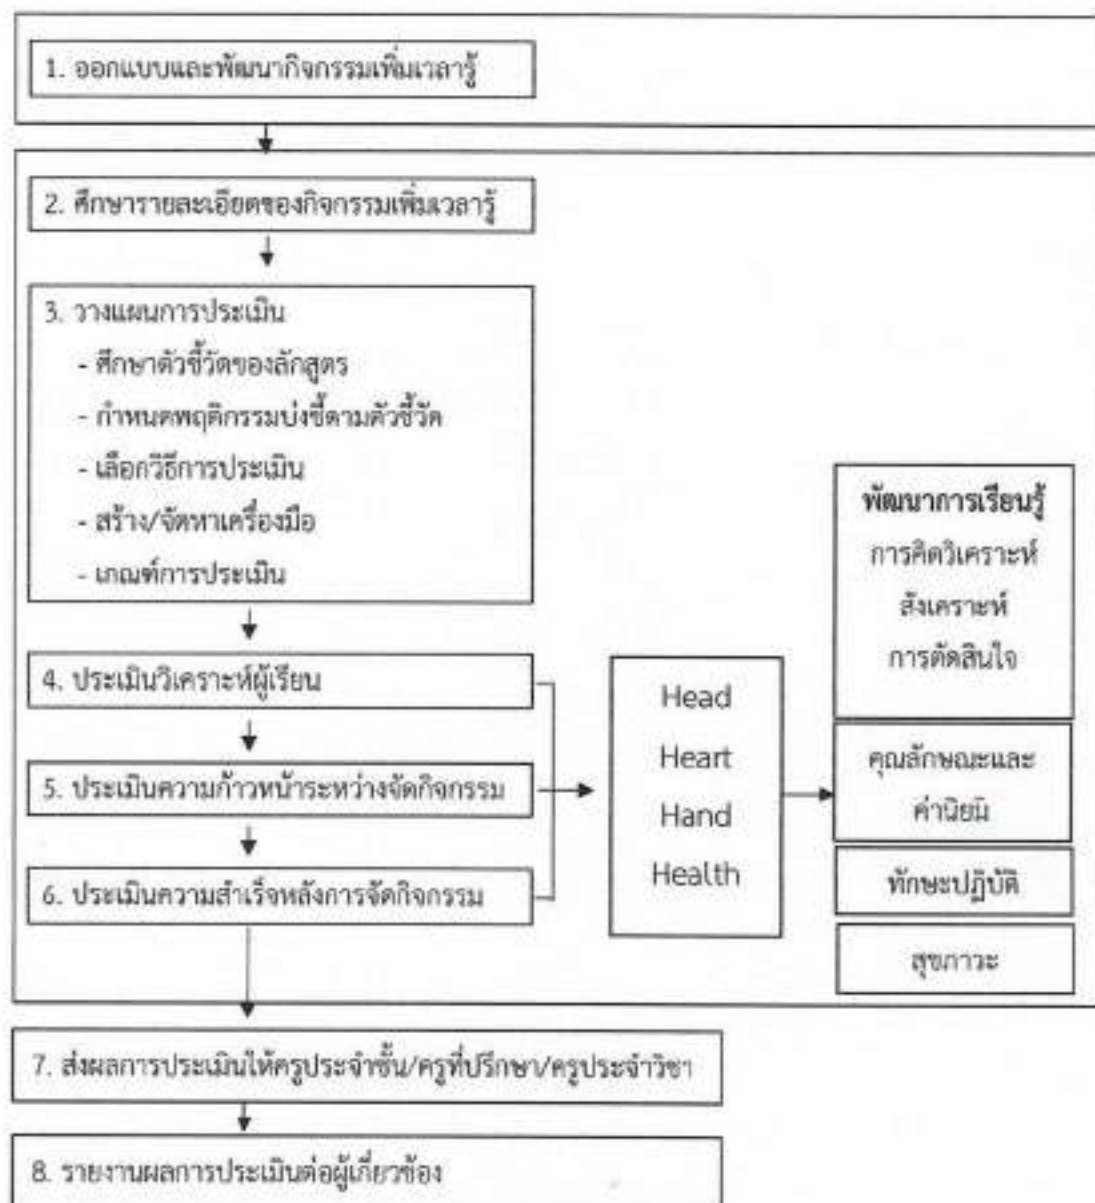 1. ออกแบบและพัฒนากิจกรรมเพิ่มเวลารู้
2. ศึกษารายละเอียดของกิจกรรมเพิ่มเวลารู้
3. วางแผนการประเมิน
- ศึกษาตัวชี้วัดของลักสูตร
- กำหนดพฤติกรรมบ่งชี้ตามตัวชี้วัด
- เลือกวิธีการประเมิน
- สร้าง/จัดหาเครื่องมือ
- เกณฑ์การประเมิน
4. ประเมินวิเคราะห์ผู้เรียน
5. ประเมินความก้าวหน้าระหว่างจัดกิจกรรม
6. ประเมินความสำเร็จหลังการจัดกิจกรรม
Head
Heart
Hand
Health
พัฒนาการเรียนรู้
การคิดวิเคราะห์
สังเคราะห์
การตัดสินใจ
คุณลักษณะและ
ค่านิยมิ
ทักษะปฏิบัติ
สุขภาวะ
7. ส่งผลการประเมินให้ครูประจำชั้น/ครูที่ปรึกษา/ครูประจำวิชา
8. รายงานผลการประเมินต่อผู้เกี่ยวข้อง